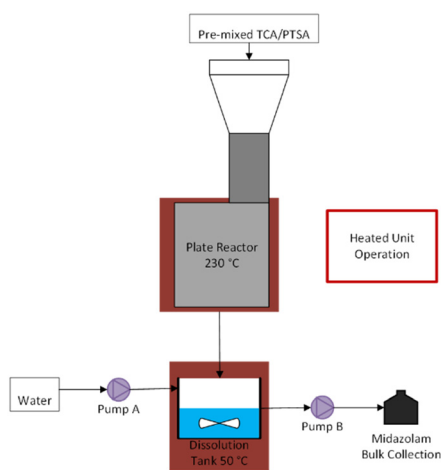 Pre-mixed TCA/PTSA
Plate Reactor
230 °C
Heated Unit
Operation
Water
Pump A
Dissolution
Tank 50 °C
Pump B
Midazolam
Bulk Collection